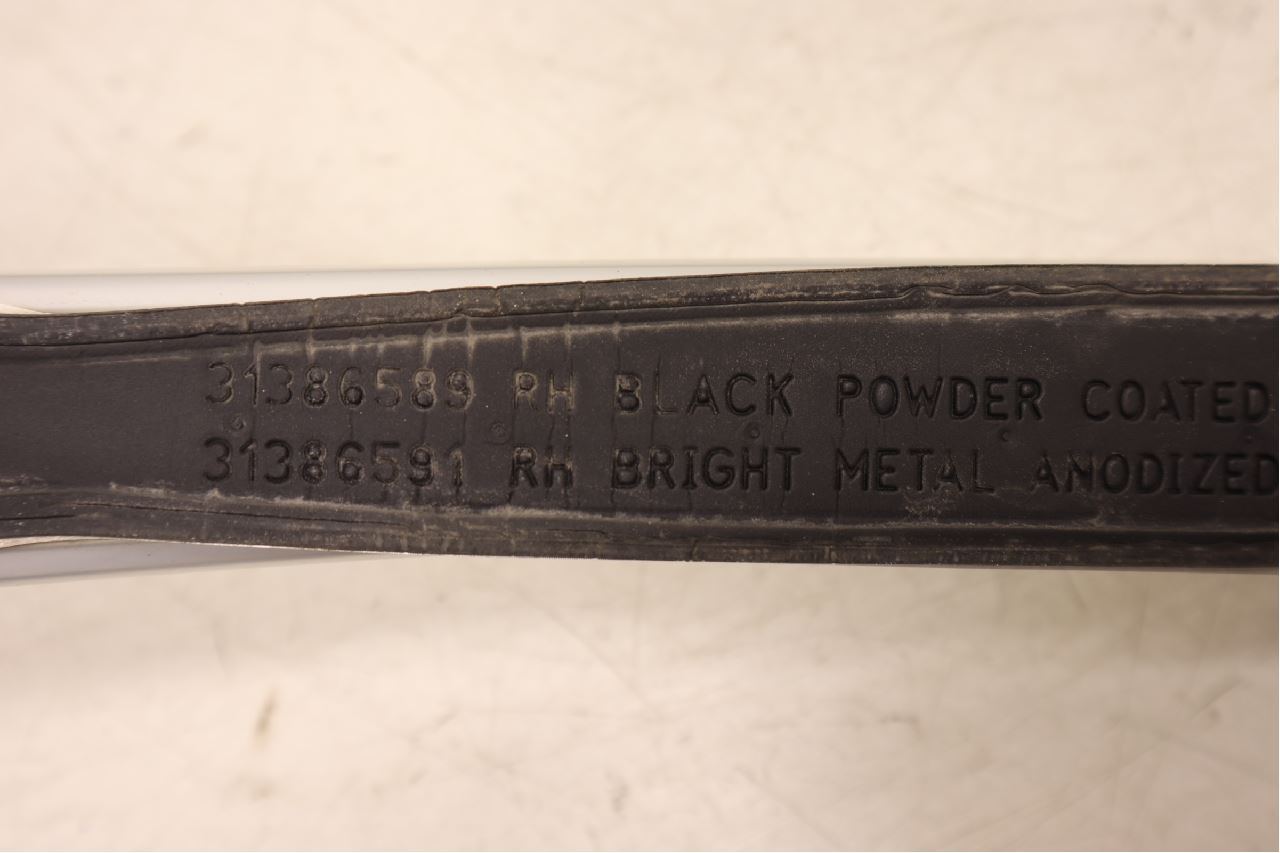 31386589 RH BLACK POWDER COATED
31386591 RH BRIGHT METAL ANODIZED